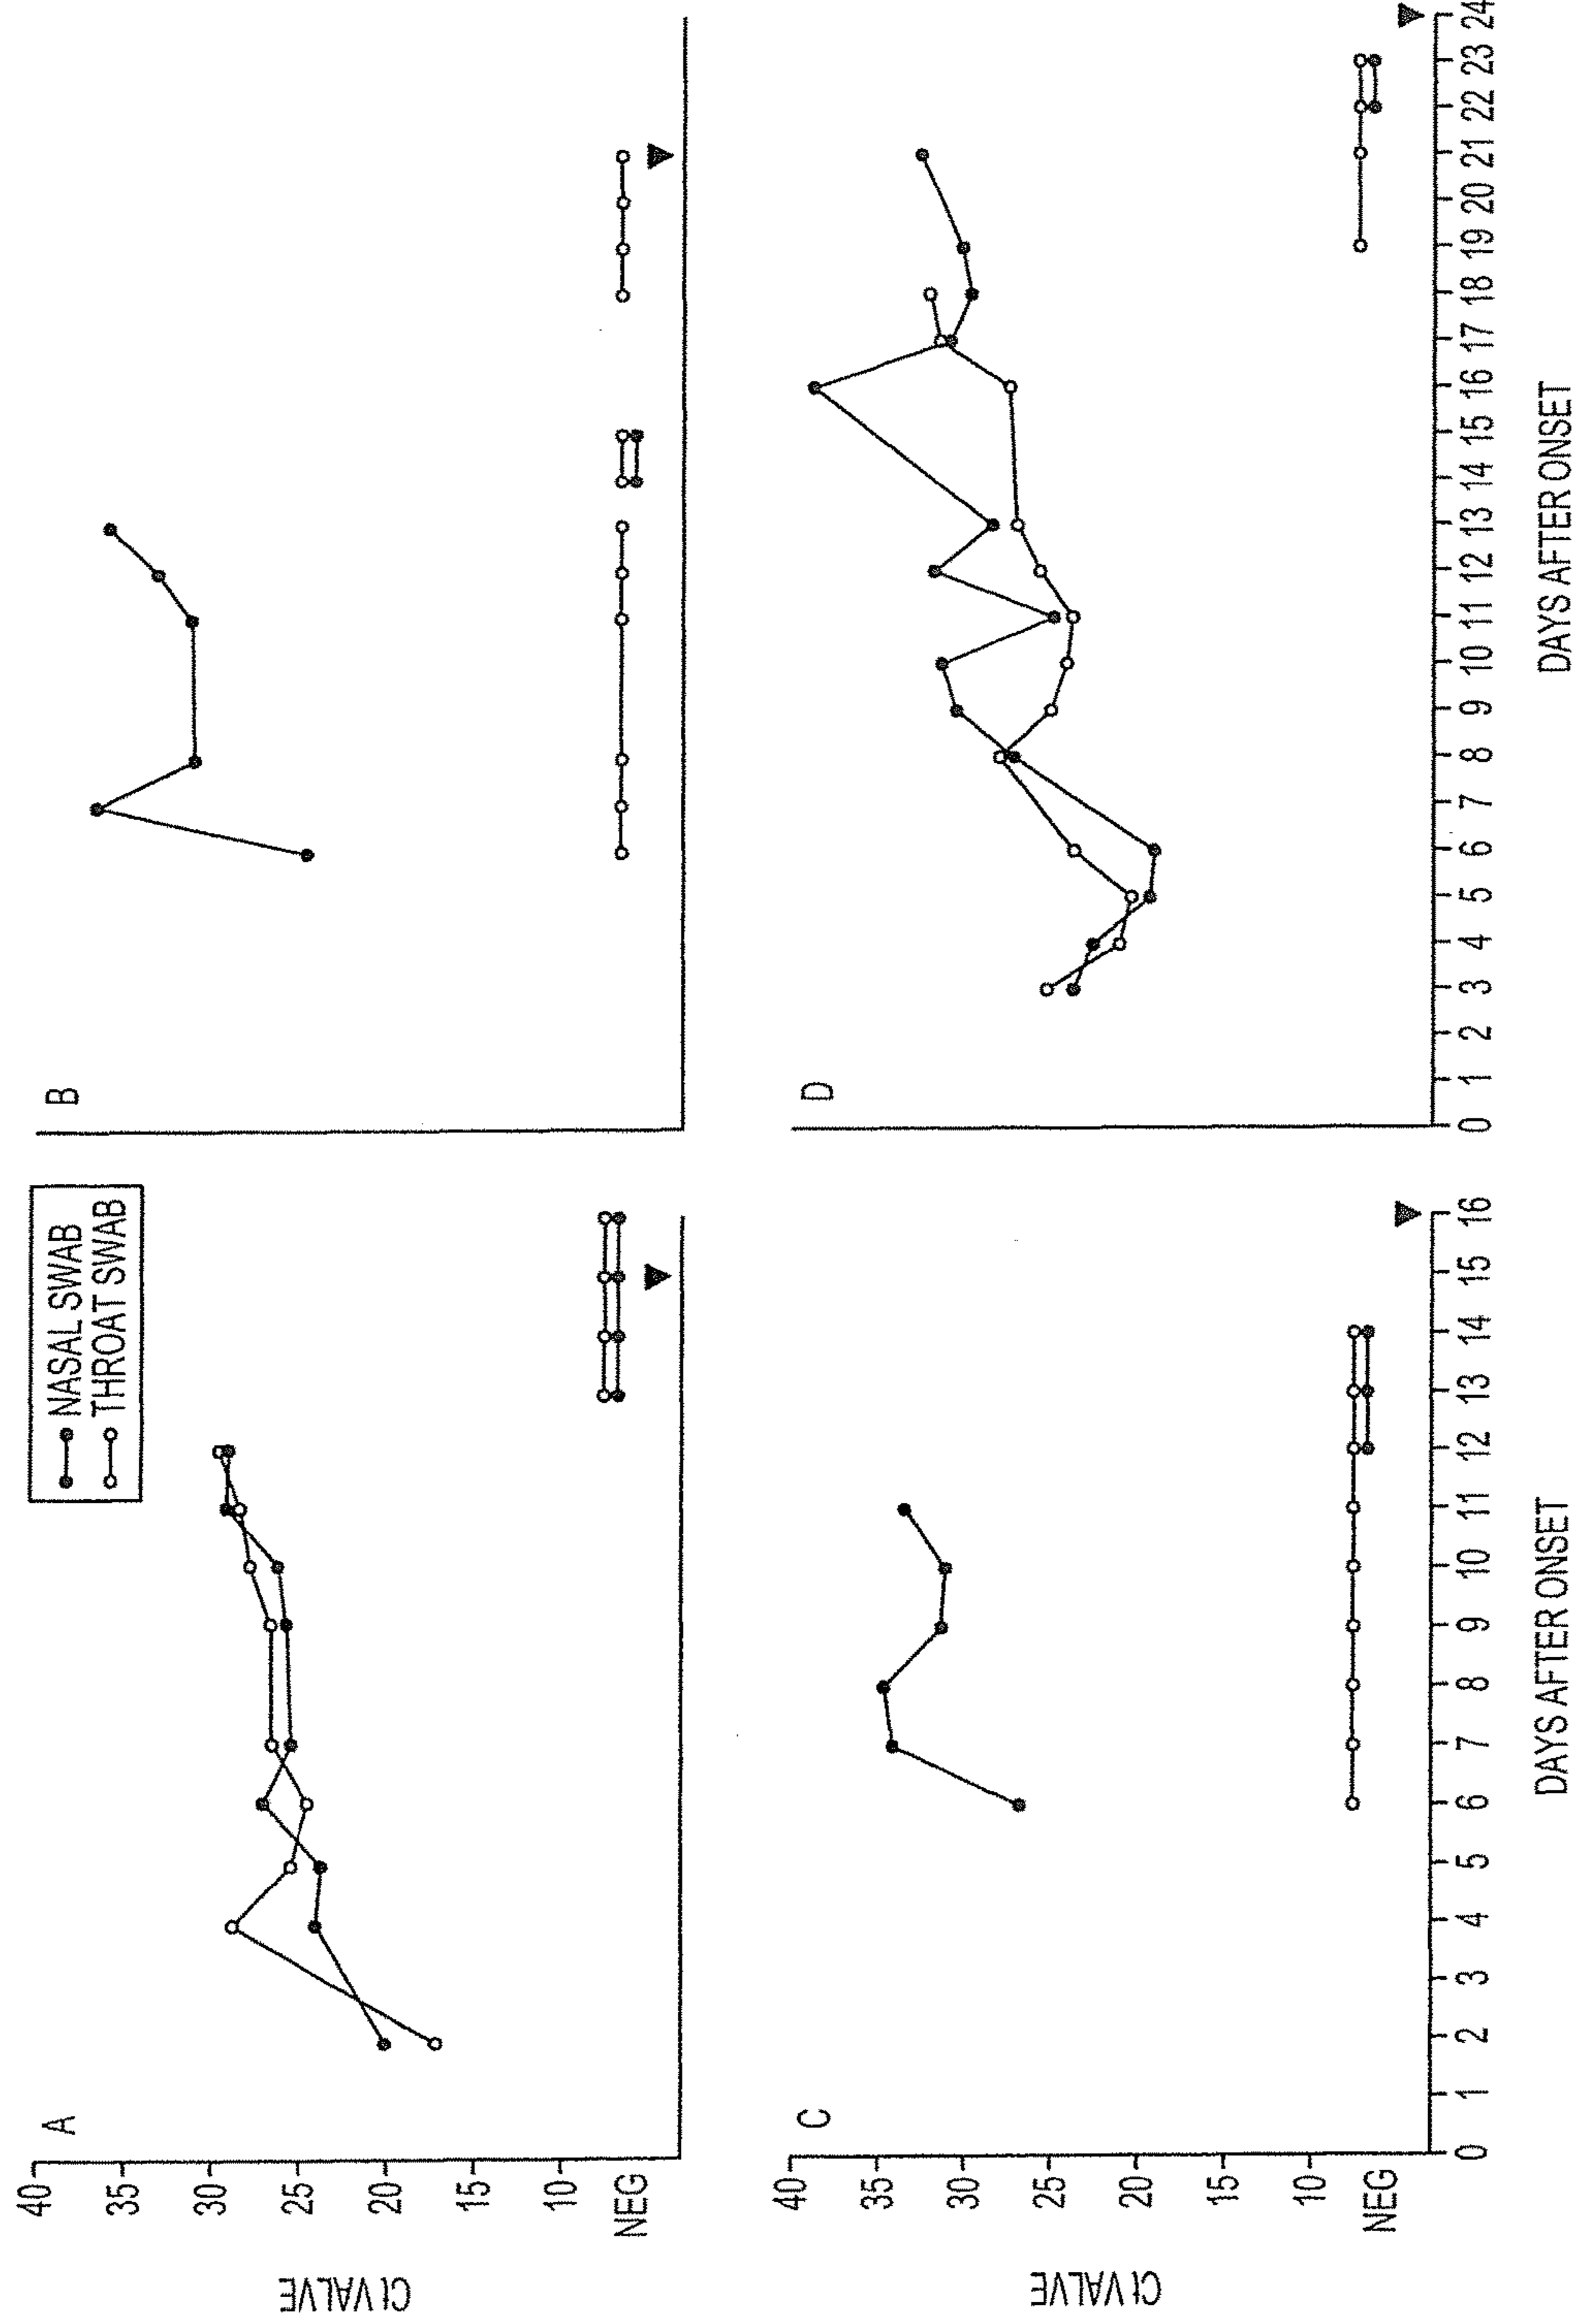 A
NASAL SWAB
THROAT SWAB
B
Ct VALVE
40
35
30
25
20
15
10
NEG
C
D
Ct VALVE
40
35
30
25
20
15
10
NEG
0 1 2 3 4 5 6 7 8 9 10 11 12 13 14 15 16
0 1 2 3 4 5 6 7 8 9 10 11 12 13 14 15 16 17 18 19 20 21 22 23 24
DAYS AFTER ONSET
DAYS AFTER ONSET